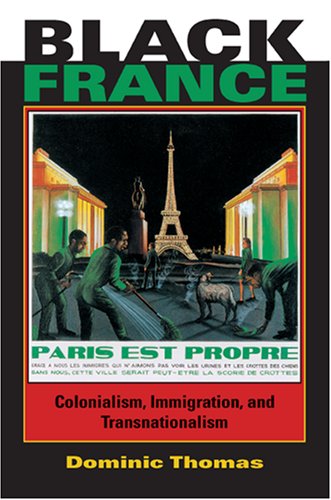 BLACK
FRANCE
PARIS EST PROPRE
GRACE A NOUS LES IMMIGRES QUI N'AIMONS PAS VOIR LES URINES ET LES CROTTES DES CHIENS
SANS NOUS, CETTE VILLE SERAIT PEUT-ETRE LA SCORIE DE CROTTES
Colonialism, Immigration, and
Transnationalism
Dominic Thomas